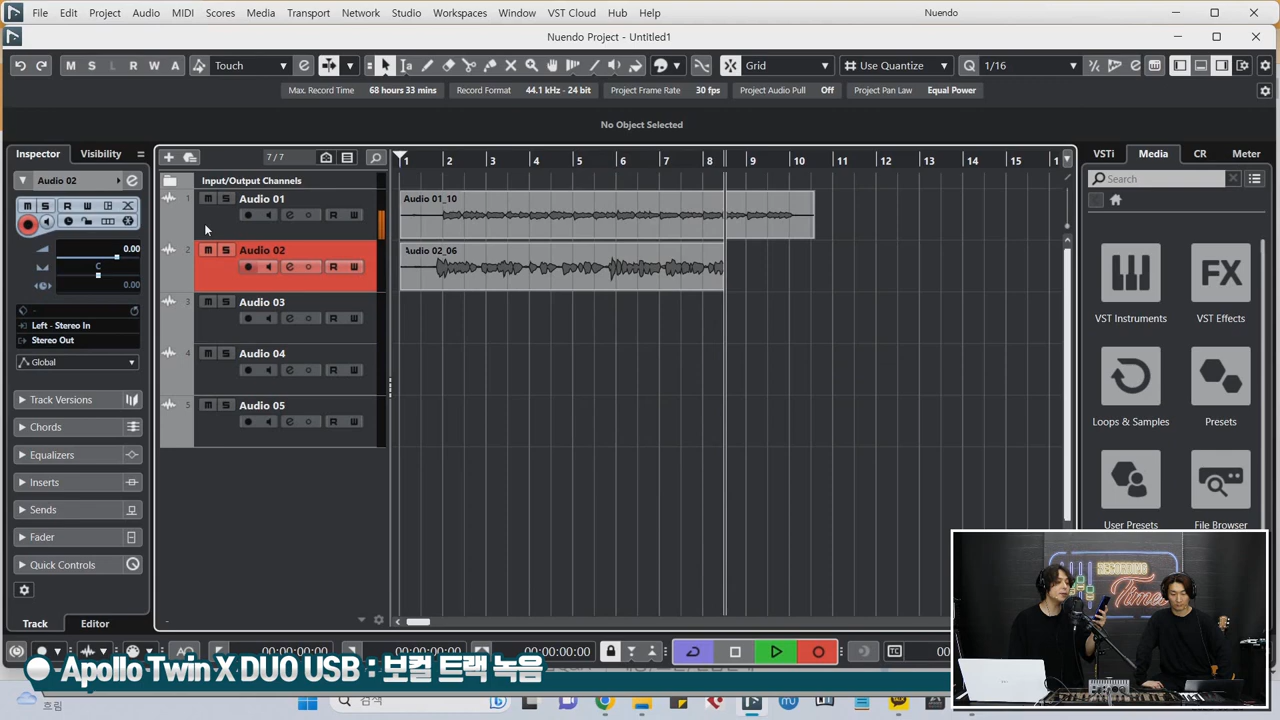 File Edit Project Audio MIDI Scores Media Transport Network Studio Workspaces Window VST Cloud Hub Help Nuendo
Nuendo Project - Untitled1
M S L R W A Touch Grid Use Quantize Q 1/16
Max. Record Time 68 hours 33 mins Record Format 44.1 kHz - 24 bit Project Frame Rate 30 fps Project Audio Pull Off Project Pan Law Equal Power
No Object Selected
Inspector Visibility 7/7 1 2 3 4 5 6 7 8 9 10 11 12 13 14 15 VSTi Media CR Meter
Audio 02 Input/Output Channels Search
1 M S Audio 01 Audio 01_10
R W
M S R W
0.00
2 M S Audio 02 Audio 02_06
R W
C
0.00
3 M S Audio 03
R W
VST Instruments VST Effects
Left - Stereo In
Stereo Out
Global
4 M S Audio 04
R W
Track Versions
5 M S Audio 05
R W
Loops & Samples Presets
Chords
Equalizers
Inserts
Sends
User Presets File Browser
Fader
Quick Controls
RECORDING
Times
Track Editor
AQ 00:00:00:00 00:00:00:00 TC 00
Apollo Twin X DUO USB : 보컬 트랙 녹음
흐림 검색